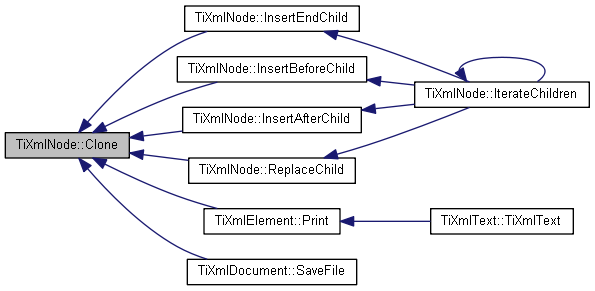 TiXmlNode::InsertEndChild
TiXmlNode::InsertBeforeChild
TiXmlNode::IterateChildren
TiXmlNode::InsertAfterChild
TiXmlNode::Clone
TiXmlNode::ReplaceChild
TiXmlElement::Print
TiXmlText::TiXmlText
TiXmlDocument::SaveFile